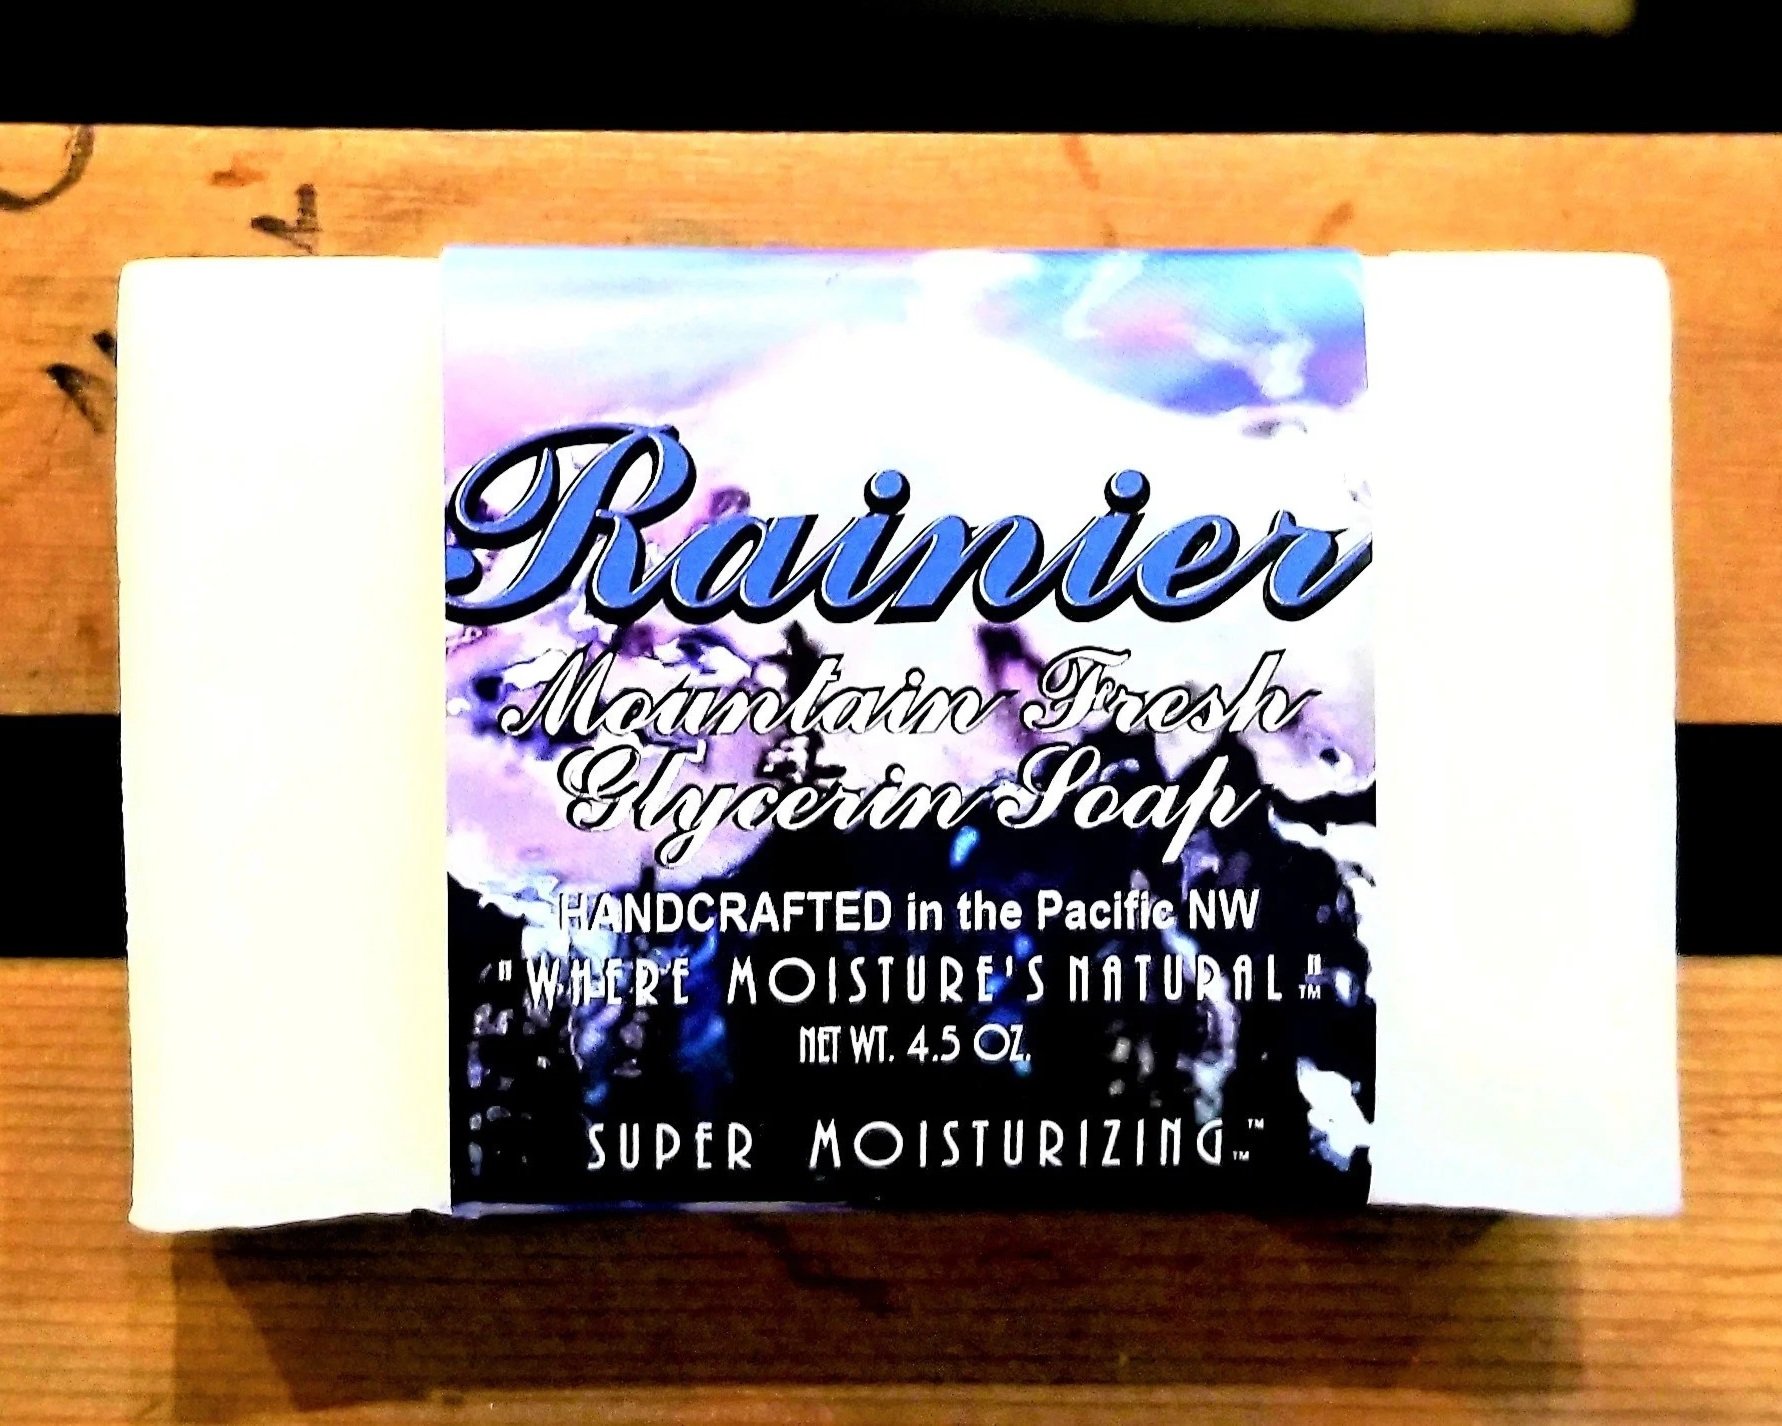 Rainier
Mountain Fresh
Glycerin Soap
HANDCRAFTED in the Pacific NW
"WHERE MOISTURE'S NATURAL"™
NET WT. 4.5 OZ.
SUPER MOISTURIZING™